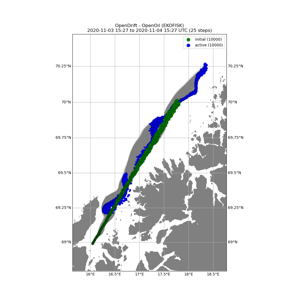 OpenDrift - OpenOil (EKOFISK)
2020-11-03 15:27 to 2020-11-04 15:27 UTC (25 steps)
initial (10000)
active (10000)
70.25°N
70°N
69.75°N
69.5°N
69.25°N
69°N
70.25°N
70°N
69.75°N
69.5°N
69.25°N
69°N
16°E 16.5°E 17°E 17.5°E 18°E 18.5°E